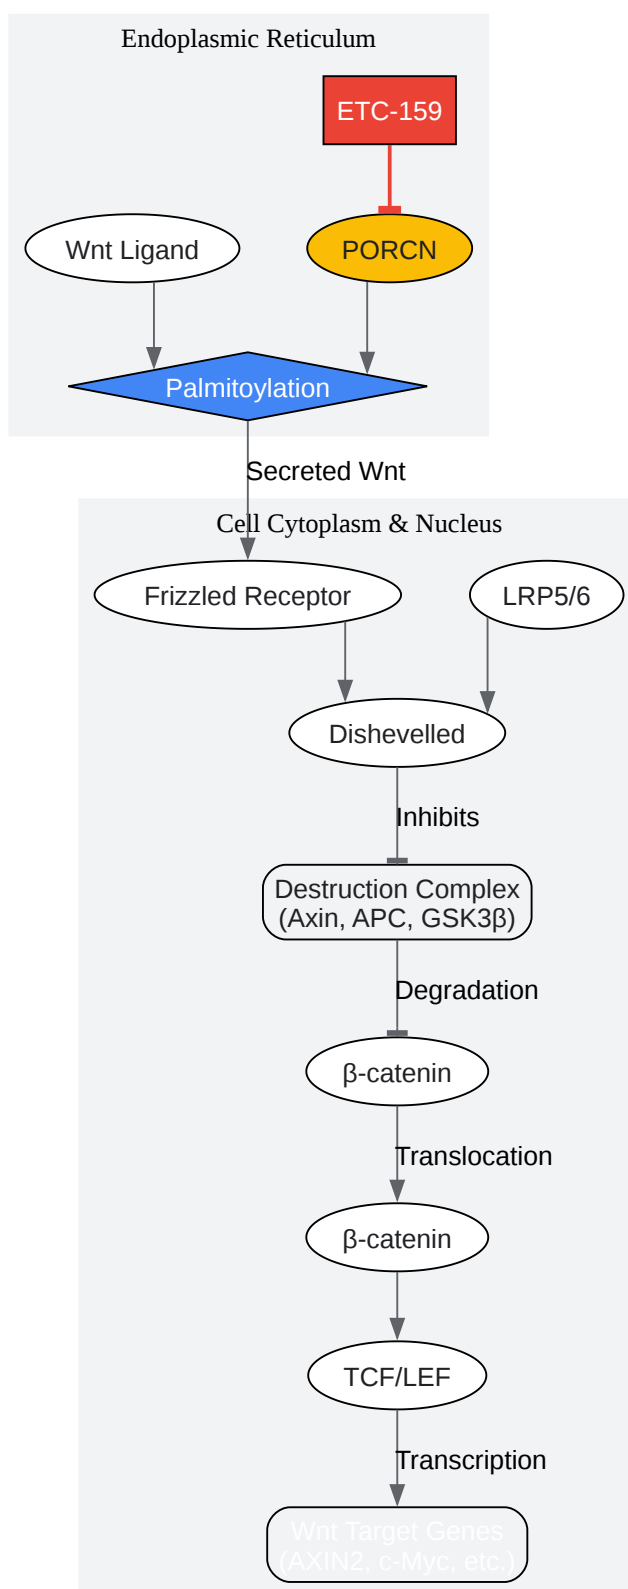 Endoplasmic Reticulum
ETC-159
Wnt Ligand
PORCN
Palmitoylation
Secreted Wnt
Cell Cytoplasm & Nucleus
Frizzled Receptor
LRP5/6
Dishevelled
Inhibits
Destruction Complex
(Axin, APC, GSK3β)
Degradation
β-catenin
Translocation
β-catenin
TCF/LEF
Transcription
Wnt Target Genes
(AXIN2, c-Myc, etc.)